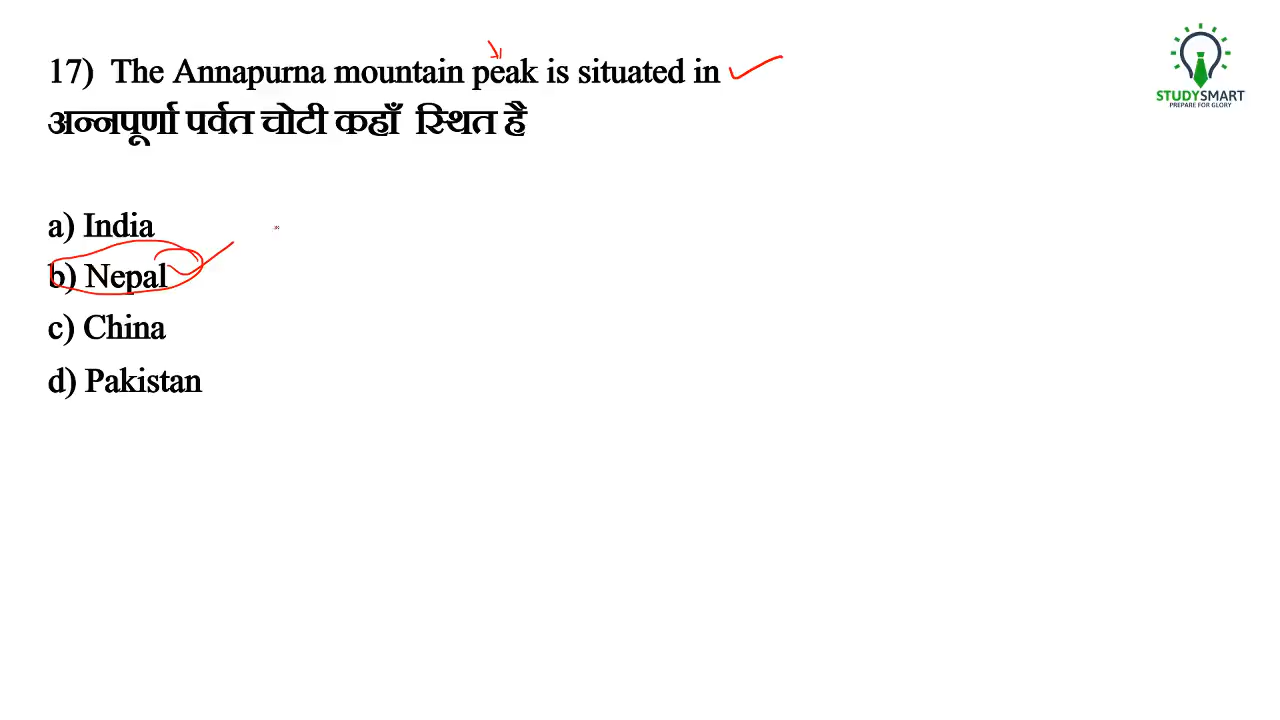 17) The Annapurna mountain peak is situated in
अन्नपूर्णा पर्वत चोटी कहाँ स्थित है
a) India
b) Nepal
c) China
d) Pakistan
STUDYSMART
PREPARE FOR GLORY